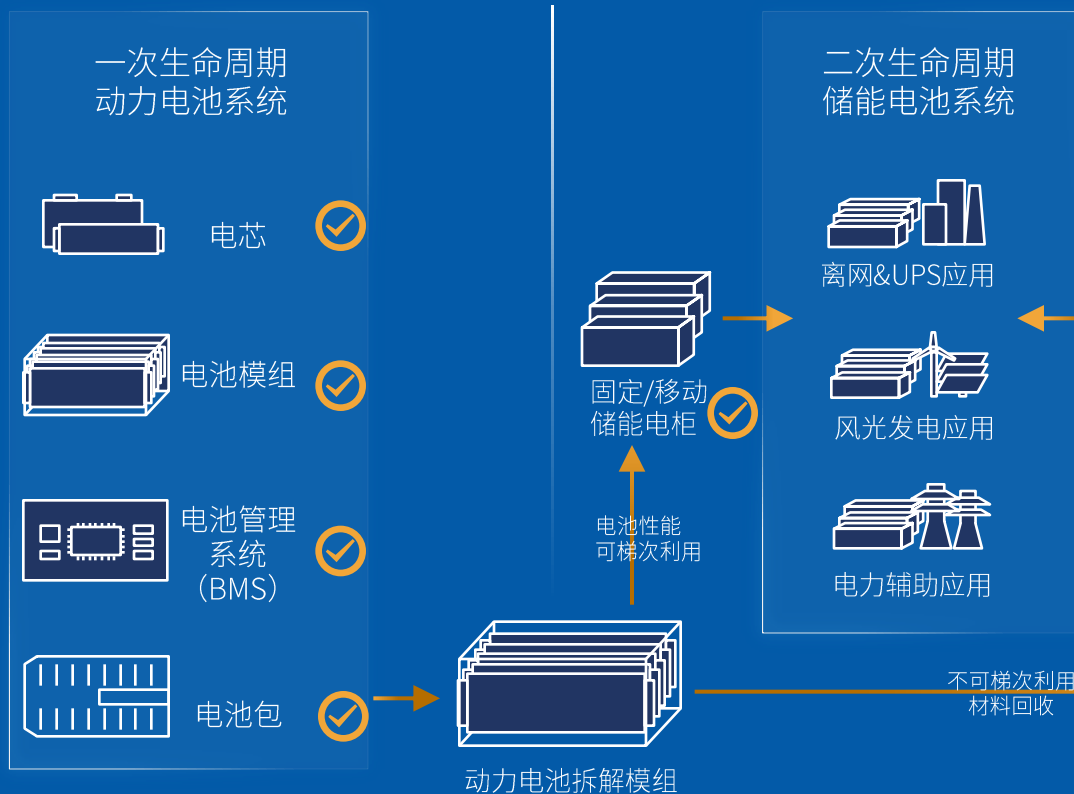 一次生命周期
动力电池系统
电芯
电池模组
电池管理
系统
（BMS）
电池包
动力电池拆解模组
电池性能
可梯次利用
固定/移动
储能电柜
二次生命周期
储能电池系统
离网&UPS应用
风光发电应用
电力辅助应用
不可梯次利用
材料回收